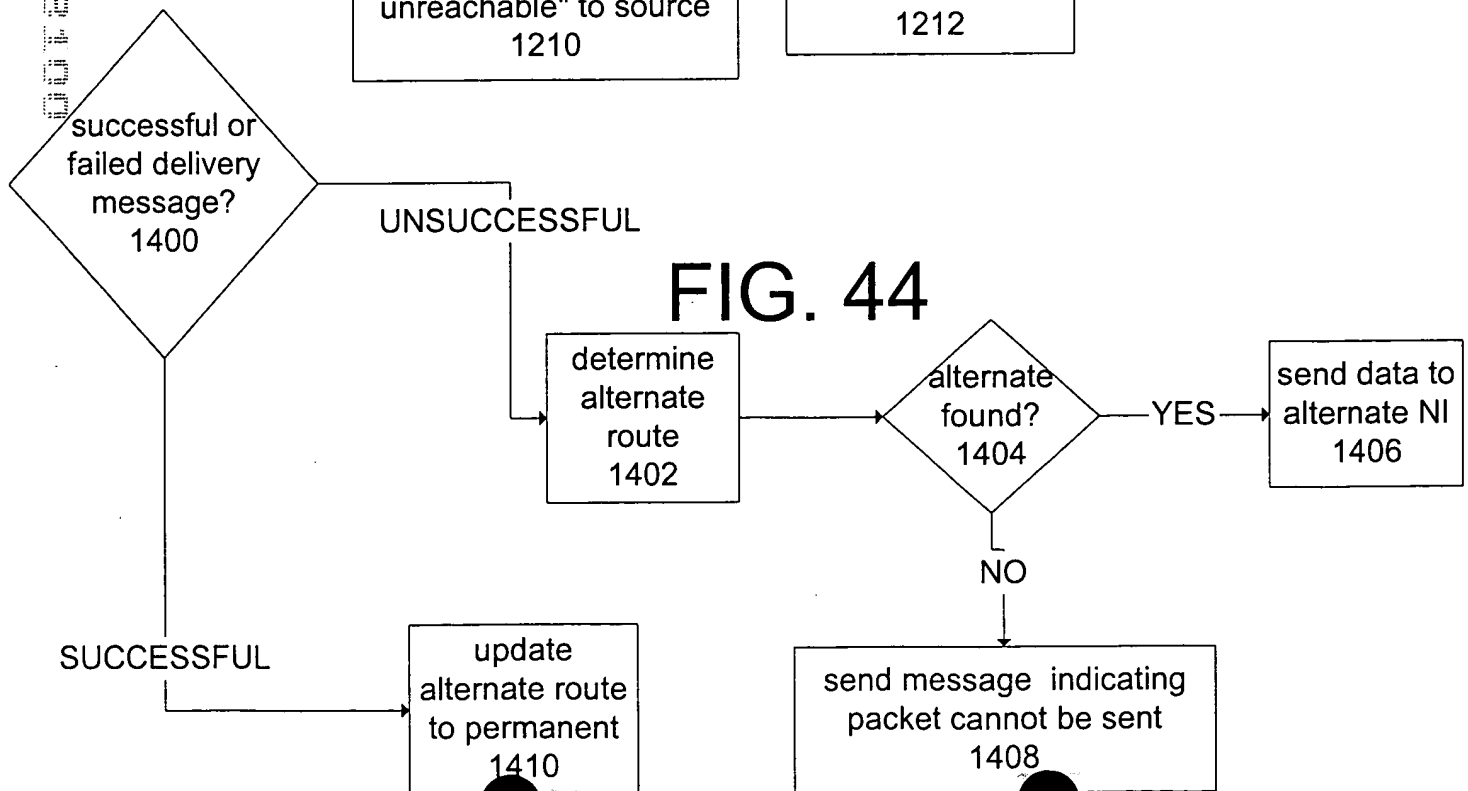 unreachable" to source
1210
1212
successful or
failed delivery
message?
1400
UNSUCCESSFUL
FIG. 44
determine
alternate
route
1402
alternate
found?
1404
YES
send data to
alternate NI
1406
NO
SUCCESSFUL
update
alternate route
to permanent
1410
send message indicating
packet cannot be sent
1408